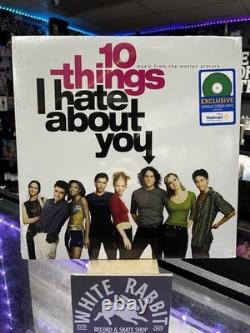 10
music from the motion picture
things
I hate
about
you
EXCLUSIVE
OPAQUE GREEN VINYL
Walmart
WHITE RABBIT
RECORD & SKATE SHOP